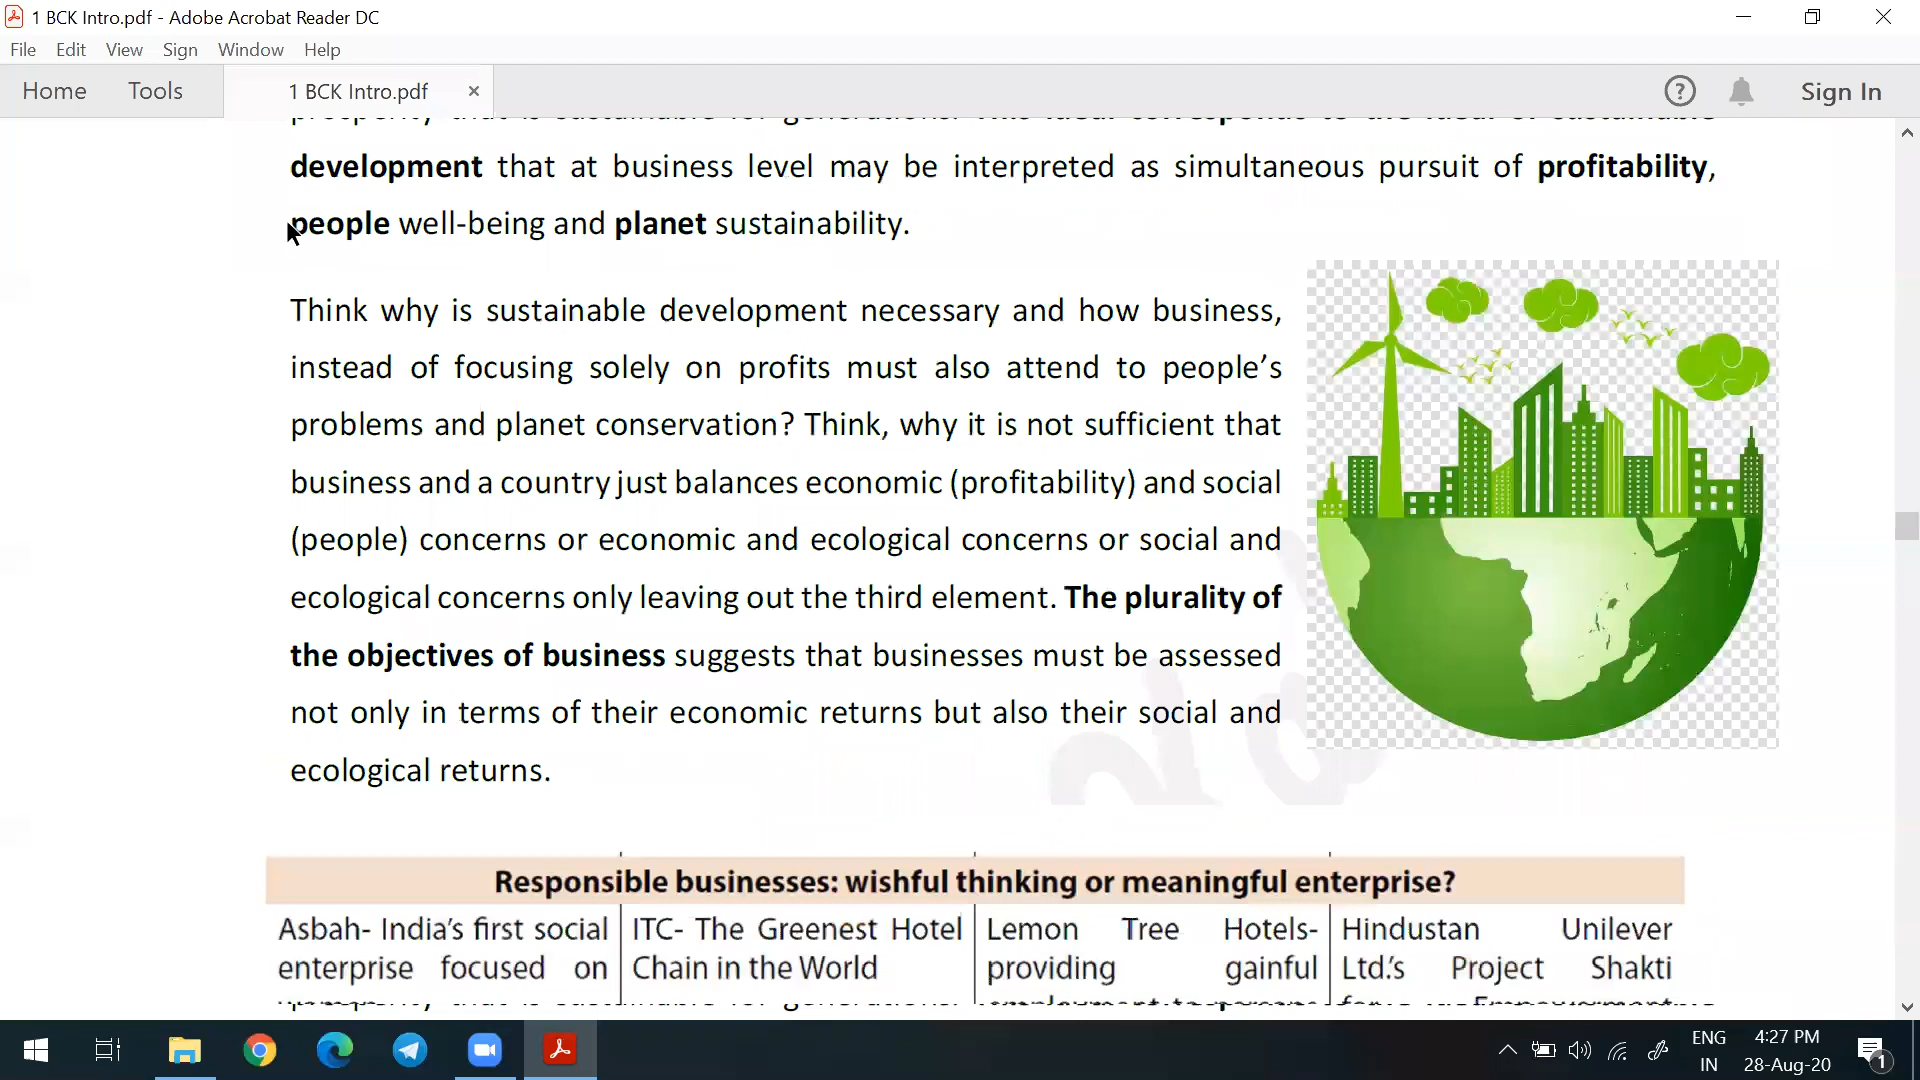 1 BCK Intro.pdf - Adobe Acrobat Reader DC
File Edit View Sign Window Help
Home Tools 1 BCK Intro.pdf × Sign In
development that at business level may be interpreted as simultaneous pursuit of profitability,
people well-being and planet sustainability.
Think why is sustainable development necessary and how business,
instead of focusing solely on profits must also attend to people's
problems and planet conservation? Think, why it is not sufficient that
business and a country just balances economic (profitability) and social
(people) concerns or economic and ecological concerns or social and
ecological concerns only leaving out the third element. The plurality of
the objectives of business suggests that businesses must be assessed
not only in terms of their economic returns but also their social and
ecological returns.
Responsible businesses: wishful thinking or meaningful enterprise?
Asbah- India's first social
enterprise focused on
ITC- The Greenest Hotel
Chain in the World
Lemon Tree Hotels-
providing gainful
Hindustan Unilever
Ltd.'s Project Shakti
ENG
IN
4:27 PM
28-Aug-20
1